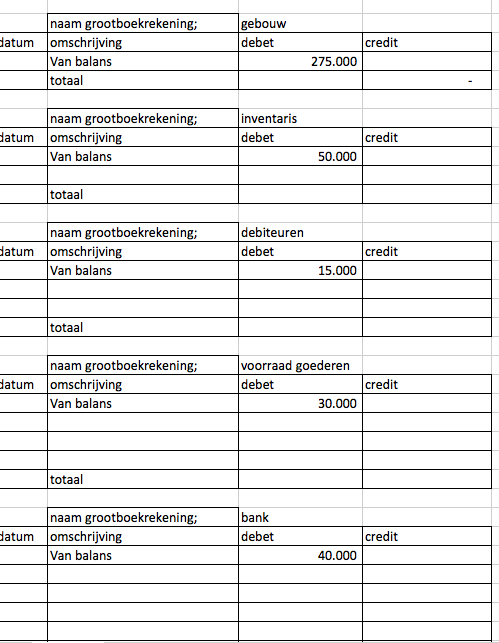 naam grootboekrekening; gebouw
datum omschrijving debet credit
Van balans 275.000
totaal -
naam grootboekrekening; inventaris
datum omschrijving debet credit
Van balans 50.000
totaal
naam grootboekrekening; debiteuren
datum omschrijving debet credit
Van balans 15.000
totaal
naam grootboekrekening; voorraad goederen
datum omschrijving debet credit
Van balans 30.000
totaal
naam grootboekrekening; bank
datum omschrijving debet credit
Van balans 40.000